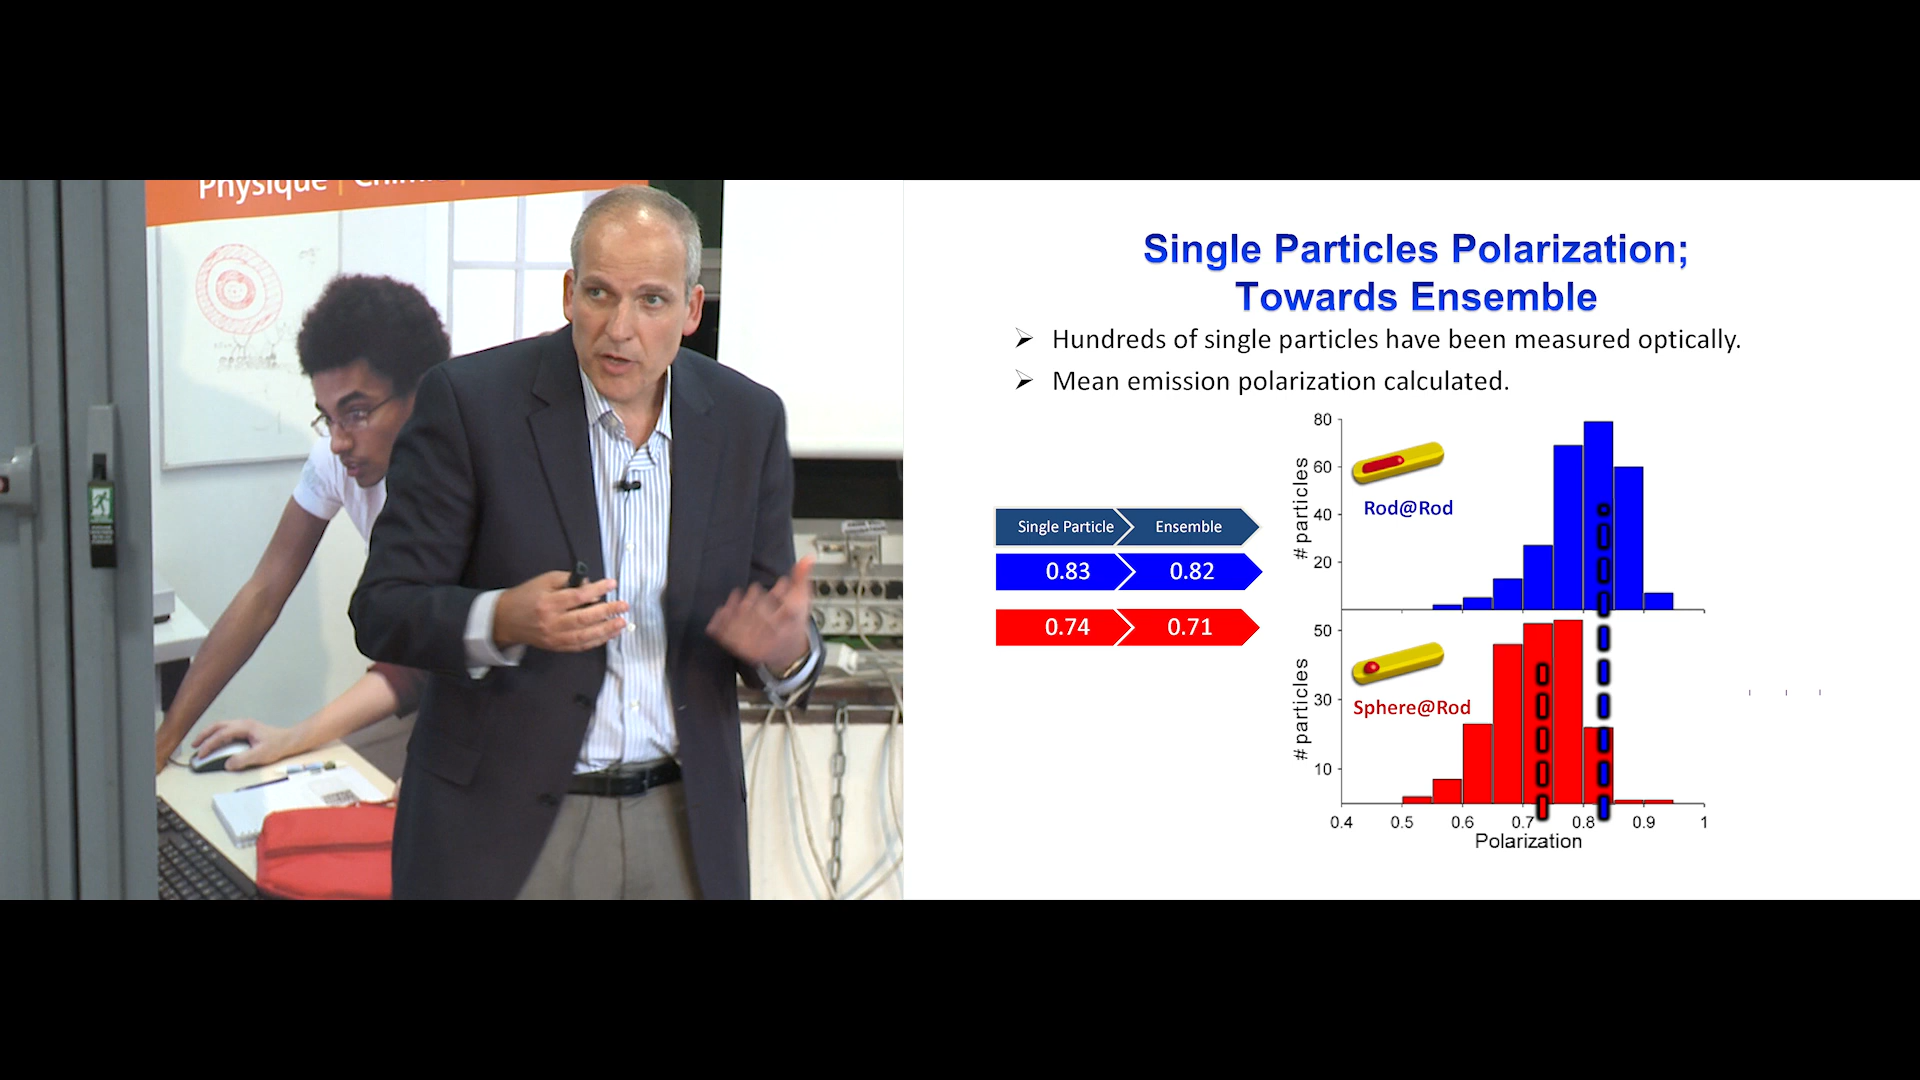 Physique
Single Particles Polarization;
Towards Ensemble
Hundreds of single particles have been measured optically.
Mean emission polarization calculated.
Single Particle Ensemble
0.83 0.82
0.74 0.71
80
60
40
20
# particles
Rod@Rod
50
30
10
# particles
Sphere@Rod
0.4 0.5 0.6 0.7 0.8 0.9 1
Polarization